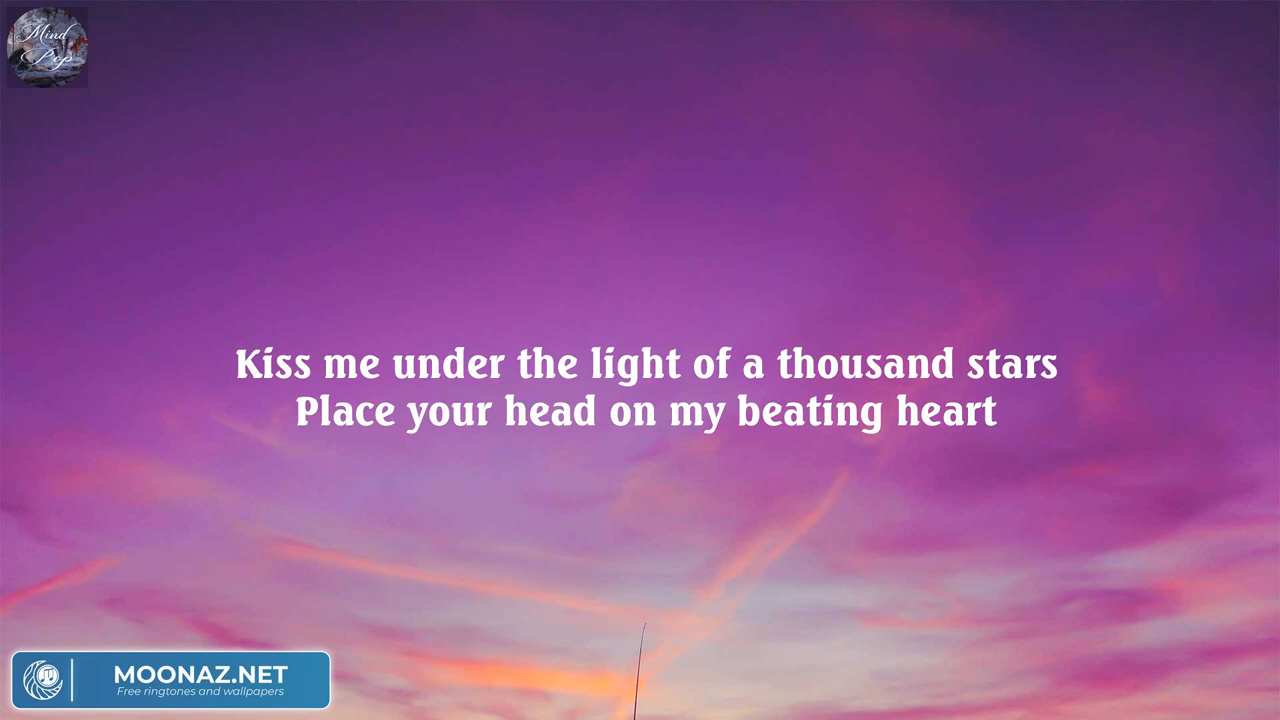 Mind
Pop
Kiss me under the light of a thousand stars
Place your head on my beating heart
MOONAZ.NET
Free ringtones and wallpapers